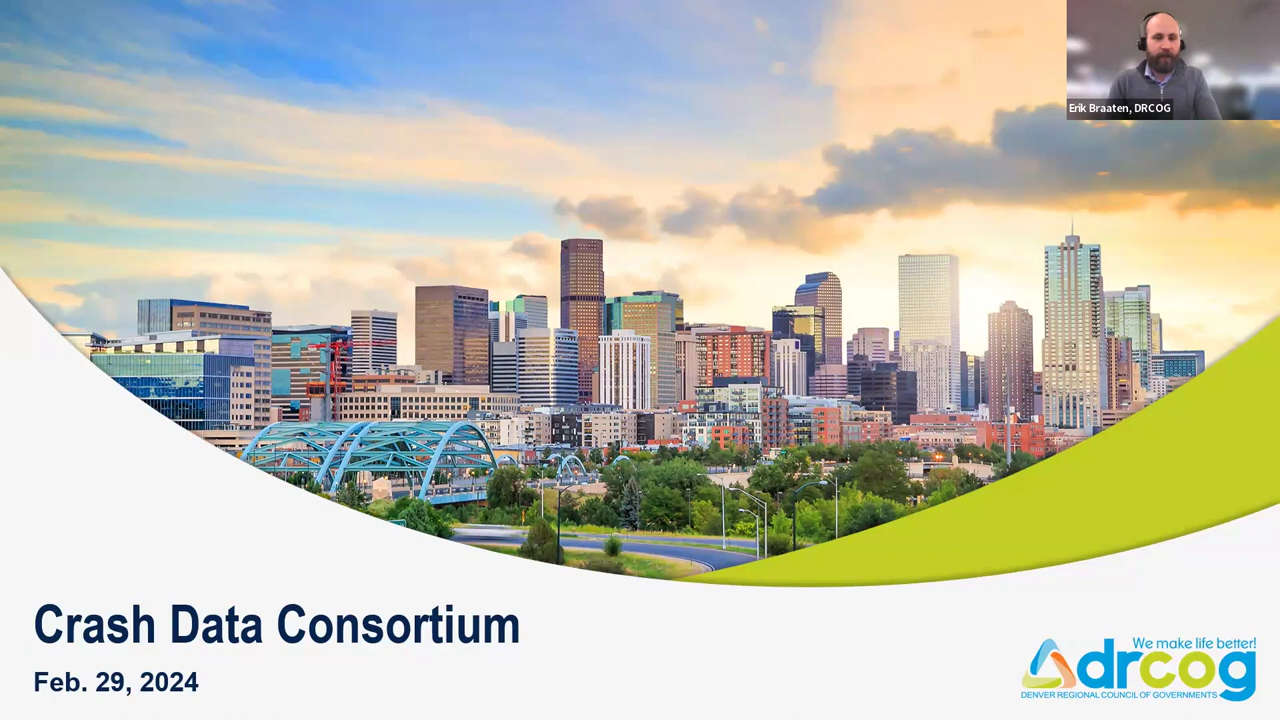 Erik Braaten, DRCOG
Crash Data Consortium
Feb. 29, 2024
We make life better!
drcog
DENVER REGIONAL COUNCIL OF GOVERNMENTS